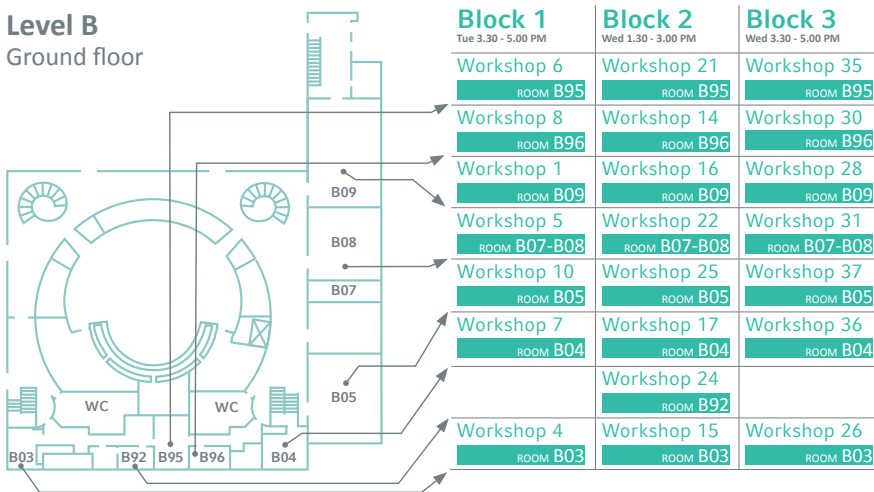 Level B
Ground floor
Block 1
Tue 3.30 - 5.00 PM
Block 2
Wed 1.30 - 3.00 PM
Block 3
Wed 3.30 - 5.00 PM
Workshop 6
ROOM B95
Workshop 21
ROOM B95
Workshop 35
ROOM B95
Workshop 8
ROOM B96
Workshop 14
ROOM B96
Workshop 30
ROOM B96
Workshop 1
ROOM B09
Workshop 16
ROOM B09
Workshop 28
ROOM B09
Workshop 5
ROOM B07-B08
Workshop 22
ROOM B07-B08
Workshop 31
ROOM B07-B08
Workshop 10
ROOM B05
Workshop 25
ROOM B05
Workshop 37
ROOM B05
Workshop 7
ROOM B04
Workshop 17
ROOM B04
Workshop 36
ROOM B04
Workshop 24
ROOM B92
Workshop 4
ROOM B03
Workshop 15
ROOM B03
Workshop 26
ROOM B03
B09
B08
B07
B05
WC
WC
B03
B92
B95
B96
B04